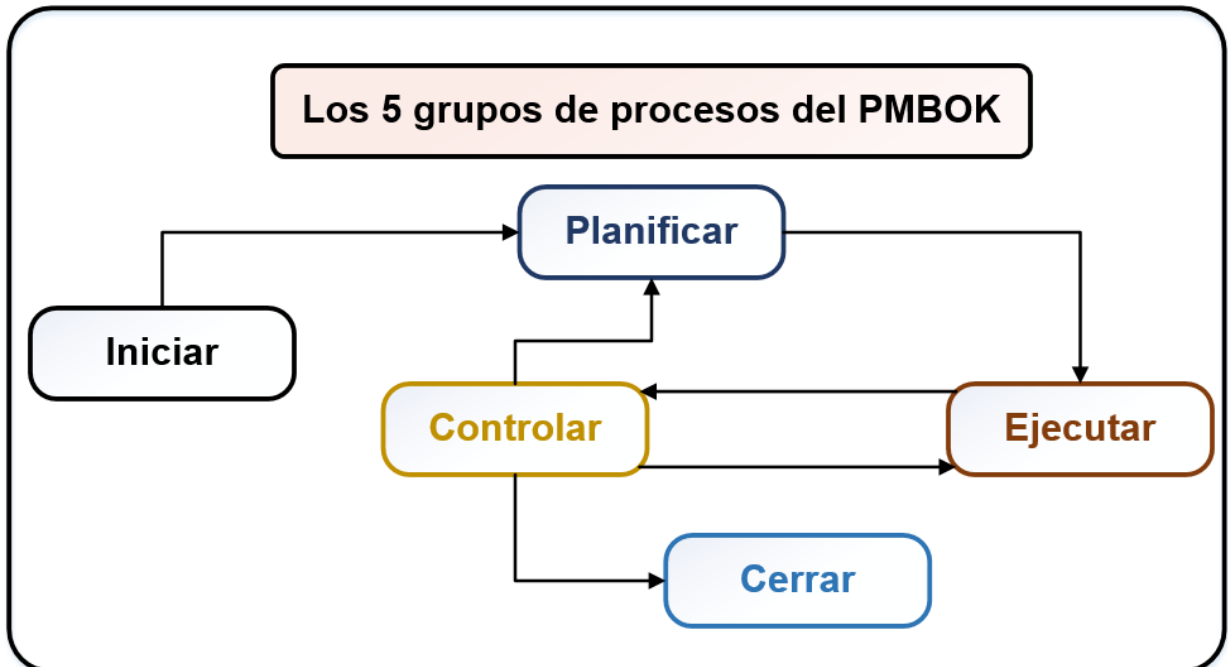 Los 5 grupos de procesos del PMBOK
Planificar
Iniciar
Controlar
Ejecutar
Cerrar